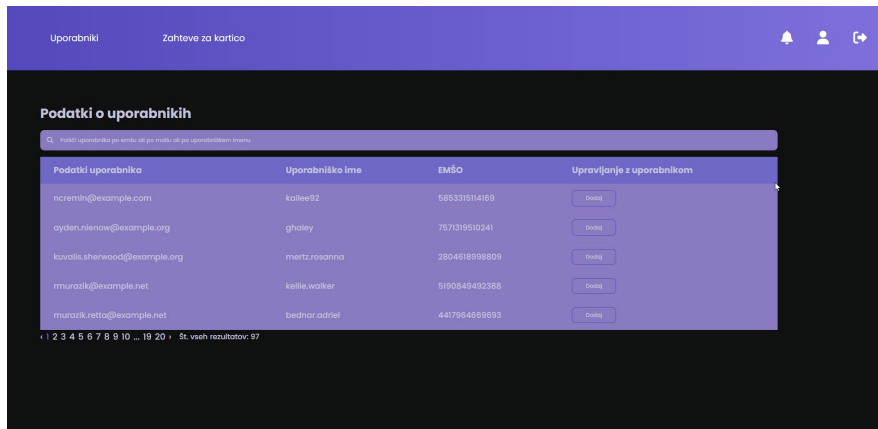 Uporabniki Zahteve za kartico
Podatki o uporabnikih
Poišči uporabnika po emšu ali po mailu ali po uporabniškem imenu
Podatki uporabnika Uporabniško ime EMŠO Upravljanje z uporabnikom
ncremin@example.com kailee92 5853315114169 Dodaj
ayden.nienow@example.org ghaley 7571319510241 Dodaj
kuvalis.sherwood@example.org mertz.rosanna 2804618998809 Dodaj
rmurazik@example.net kellie.walker 5190849492388 Dodaj
murazik.retta@example.net bednar.adriel 4417964669693 Dodaj
‹ 1 2 3 4 5 6 7 8 9 10 ... 19 20 › Št. vseh rezultatov: 97